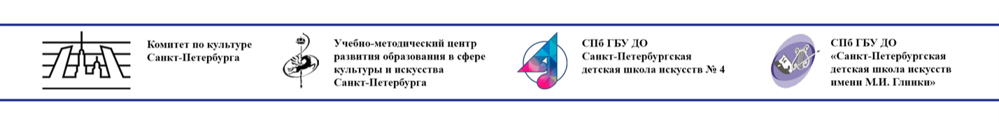 Комитет по культуре
Санкт-Петербурга
Учебно-методический центр
развития образования в сфере
культуры и искусства
Санкт-Петербурга
СПб ГБУ ДО
Санкт-Петербургская
детская школа искусств № 4
СПб ГБУ ДО
«Санкт-Петербургская
детская школа искусств
имени М.И. Глинки»